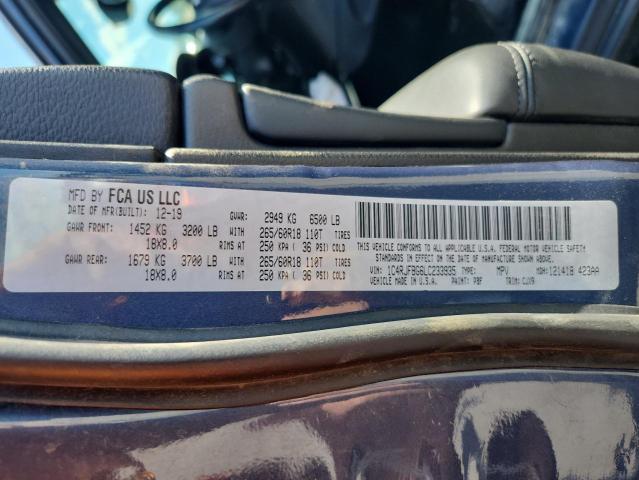 MFD BY FCA US LLC
DATE OF MFR(BUILT): 12-19 GVWR: 2949 KG 6500 LB
GAWR FRONT: 1452 KG 3200 LB WITH 265/60R18 110T TIRES
18X8.0 RIMS AT 250 KPA ( 36 PSI) COLD
GAWR REAR: 1679 KG 3700 LB WITH 265/60R18 110T TIRES
18X8.0 RIMS AT 250 KPA ( 36 PSI) COLD
THIS VEHICLE CONFORMS TO ALL APPLICABLE U.S.A. FEDERAL MOTOR VEHICLE SAFETY
STANDARDS IN EFFECT ON THE DATE OF MANUFACTURE SHOWN ABOVE.
VIN: 1C4RJFBG6LC233935 TYPE: MPV MDH: 121418 423AA
VEHICLE MADE IN U.S.A. PAINT: PBF TRIM: CJX9